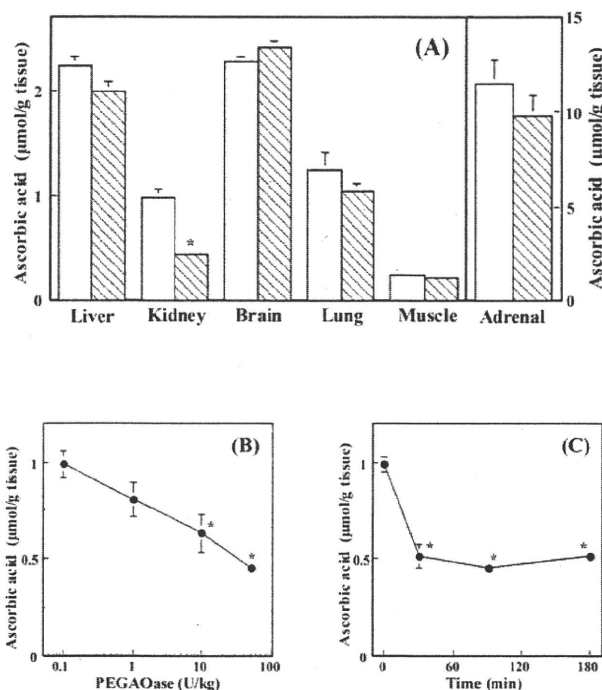 (A)
Ascorbic acid (μmol/g tissue)
2
1
0
15
10
5
0
Ascorbic acid (μmol/g tissue)
*
Liver Kidney Brain Lung Muscle Adrenal
(B)
Ascorbic acid (μmol/g tissue)
1
0.5
0
*
*
0.1 1 10 100
PEGAOase (U/kg)
(C)
Ascorbic acid (μmol/g tissue)
1
0.5
0
*
*
*
0 60 120 180
Time (min)